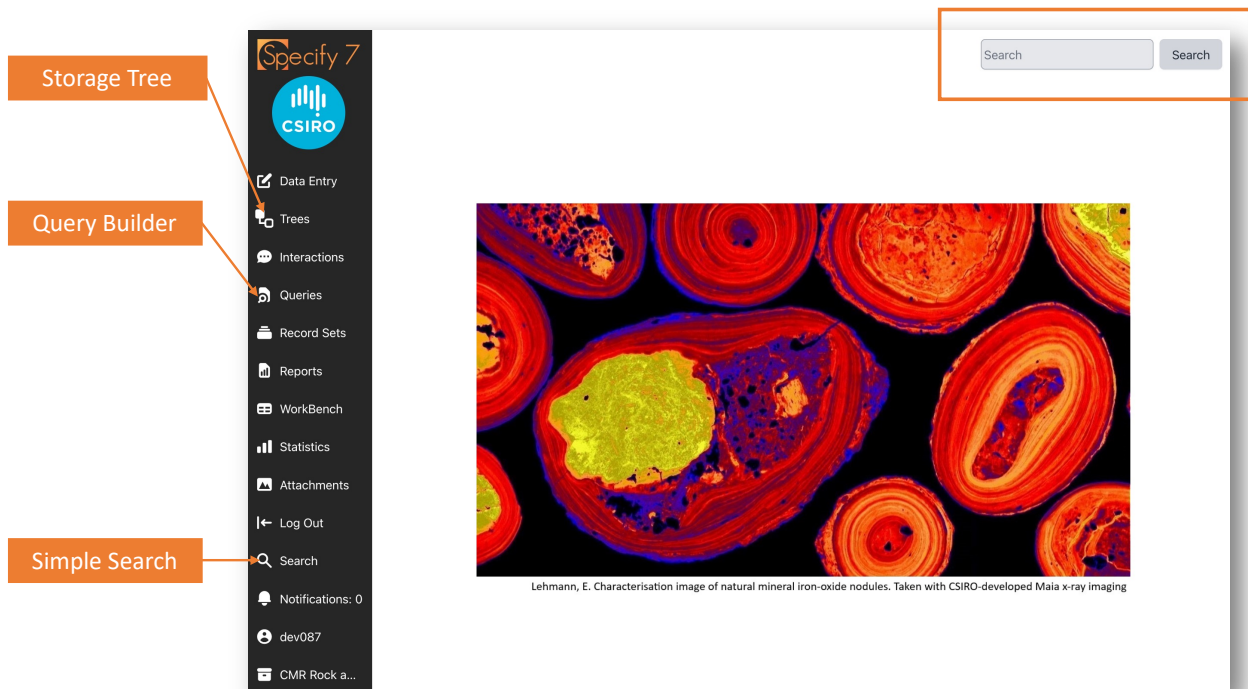 Storage Tree
Query Builder
Simple Search
Specify 7
CSIRO
Data Entry
Trees
Interactions
Queries
Record Sets
Reports
WorkBench
Statistics
Attachments
Log Out
Search
Notifications: 0
dev087
CMR Rock a...
Search
Search
Lehmann, E. Characterisation image of natural mineral iron-oxide nodules. Taken with CSIRO-developed Maia x-ray imaging